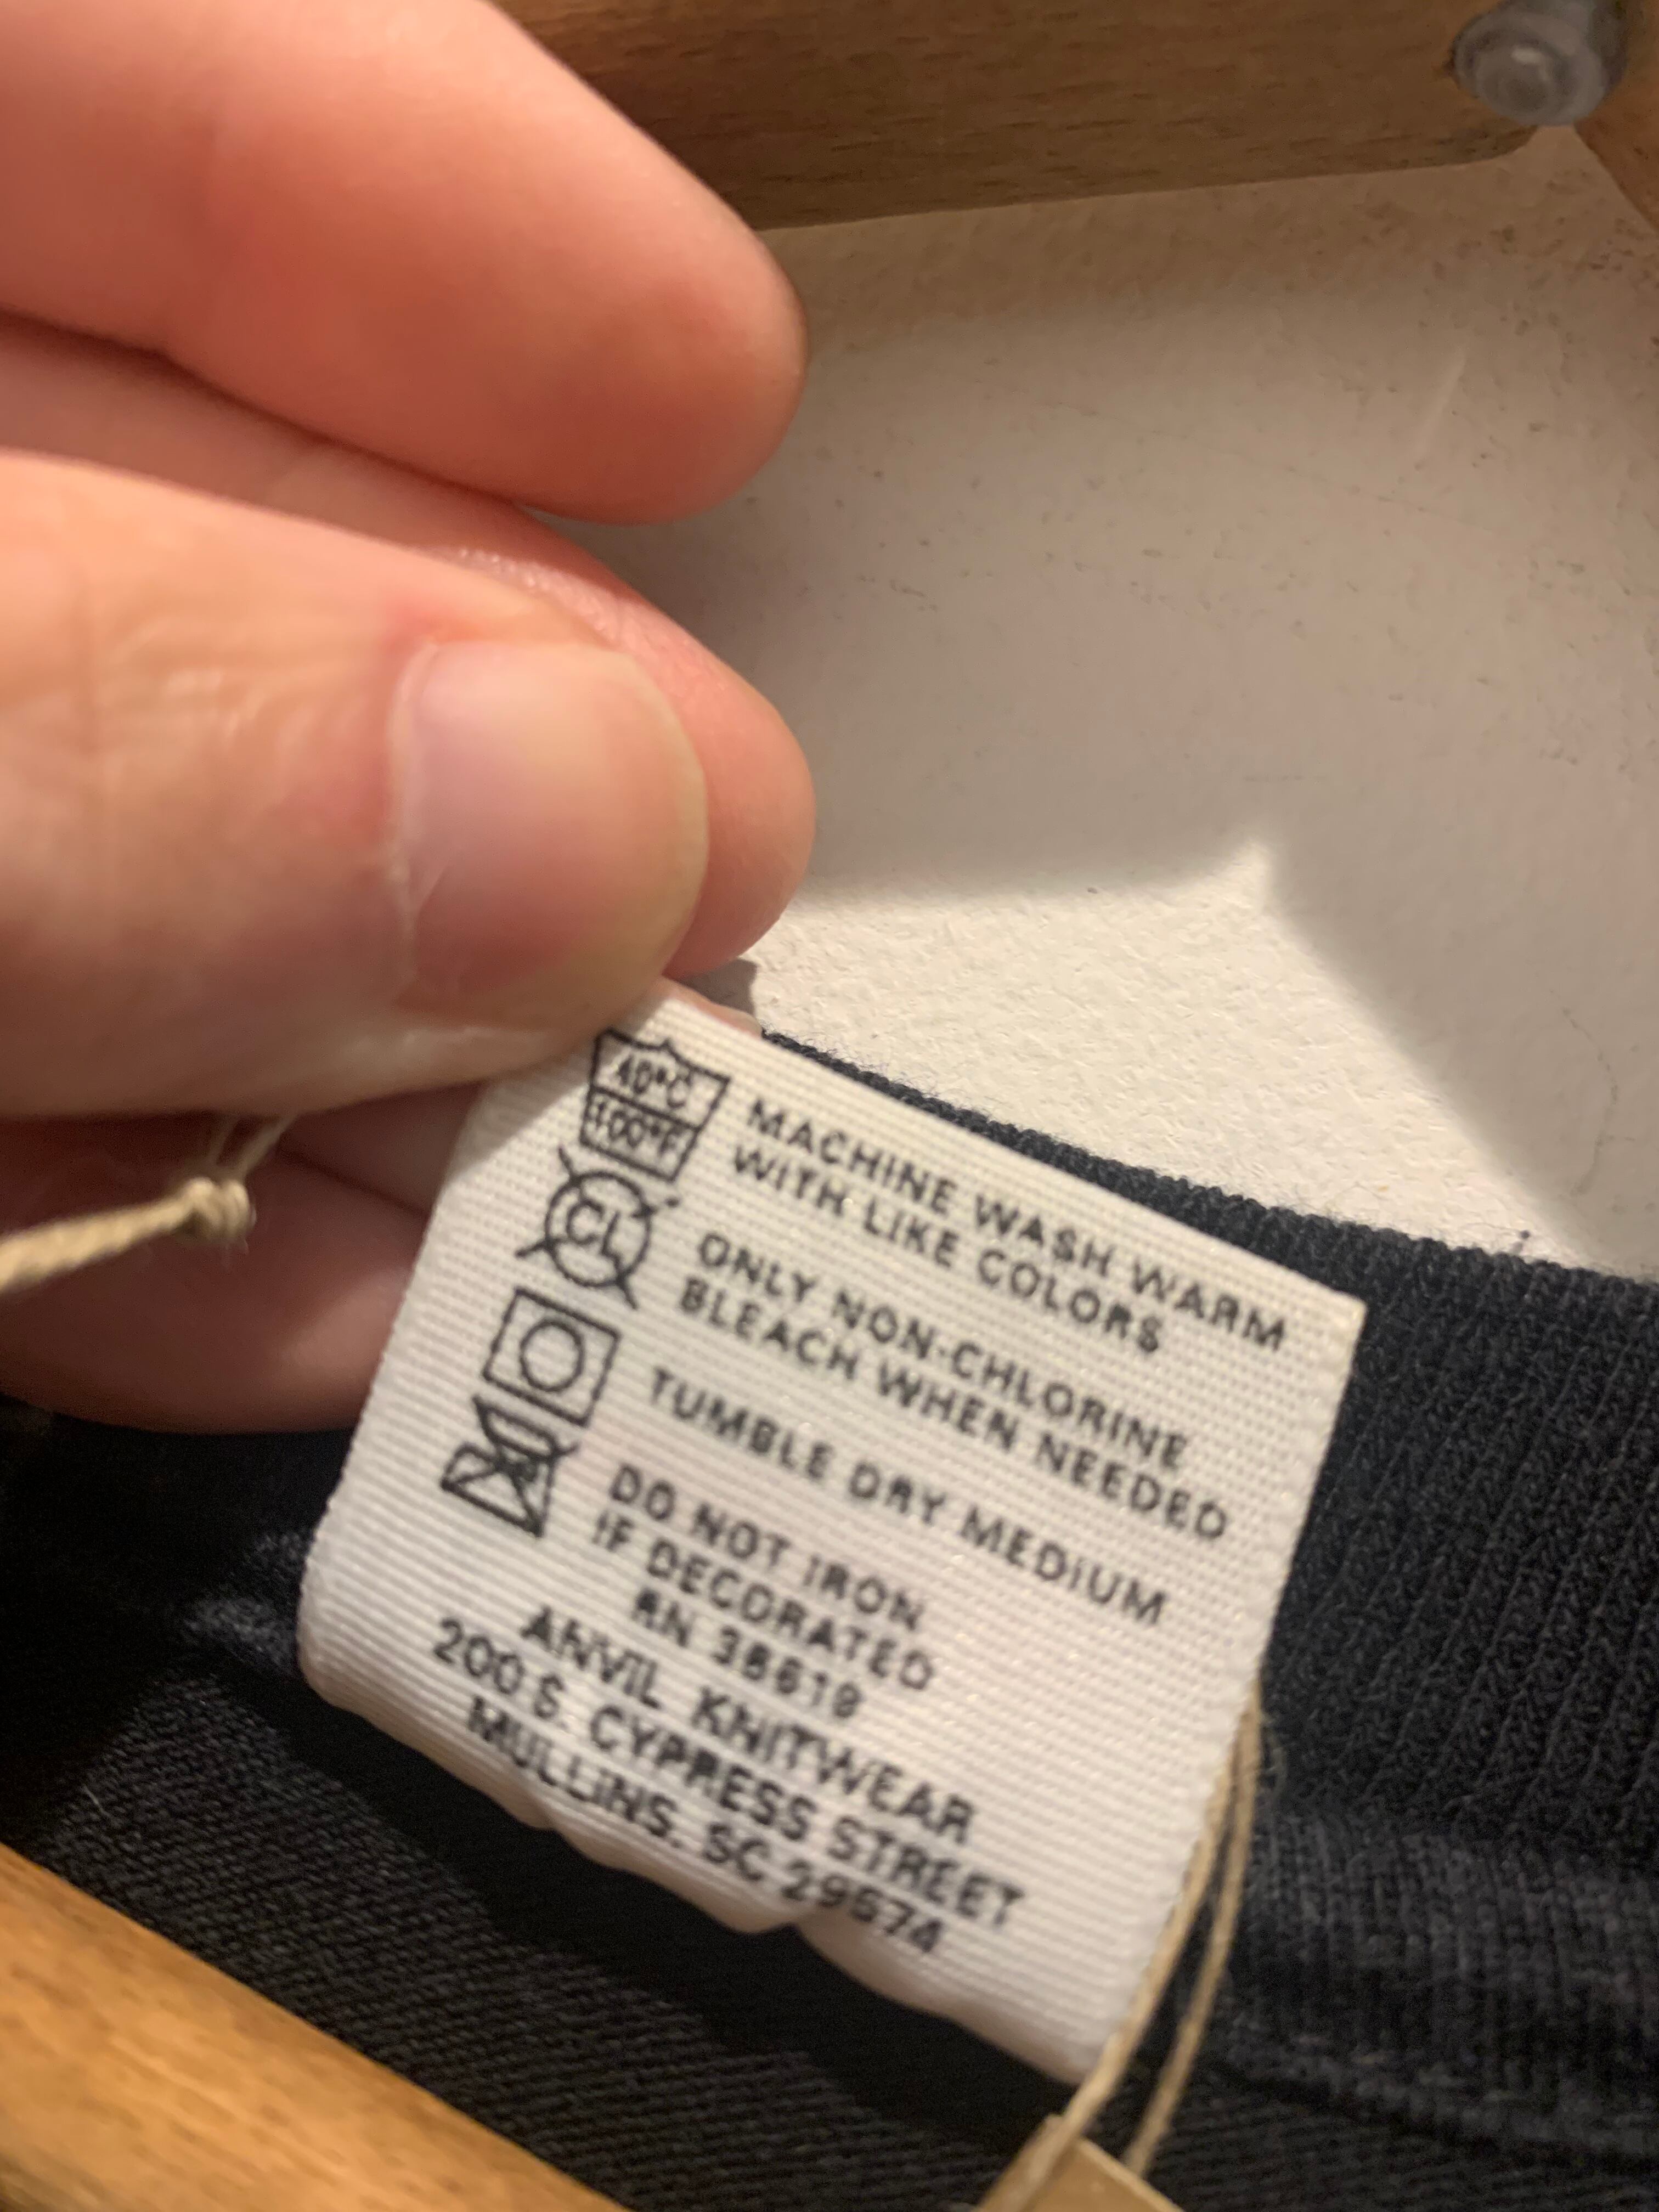 40°C
100°F
MACHINE WASH WARM
WITH LIKE COLORS
CL
ONLY NON-CHLORINE
BLEACH WHEN NEEDED
TUMBLE DRY MEDIUM
DO NOT IRON
IF DECORATED
RN 38619
ANVIL KNITWEAR
200 S. CYPRESS STREET
MULLINS, SC 29574